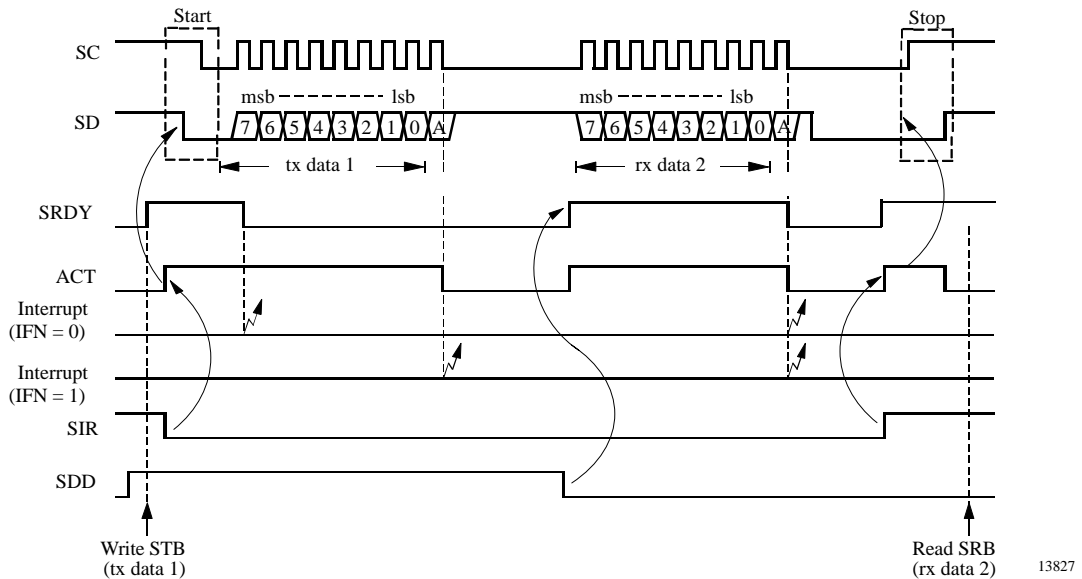 Start
Stop
SC
msb lsb
msb lsb
SD
7 6 5 4 3 2 1 0 A
7 6 5 4 3 2 1 0 A
tx data 1
rx data 2
SRDY
ACT
Interrupt
(IFN = 0)
Interrupt
(IFN = 1)
SIR
SDD
Write STB
(tx data 1)
Read SRB
(rx data 2)
13827